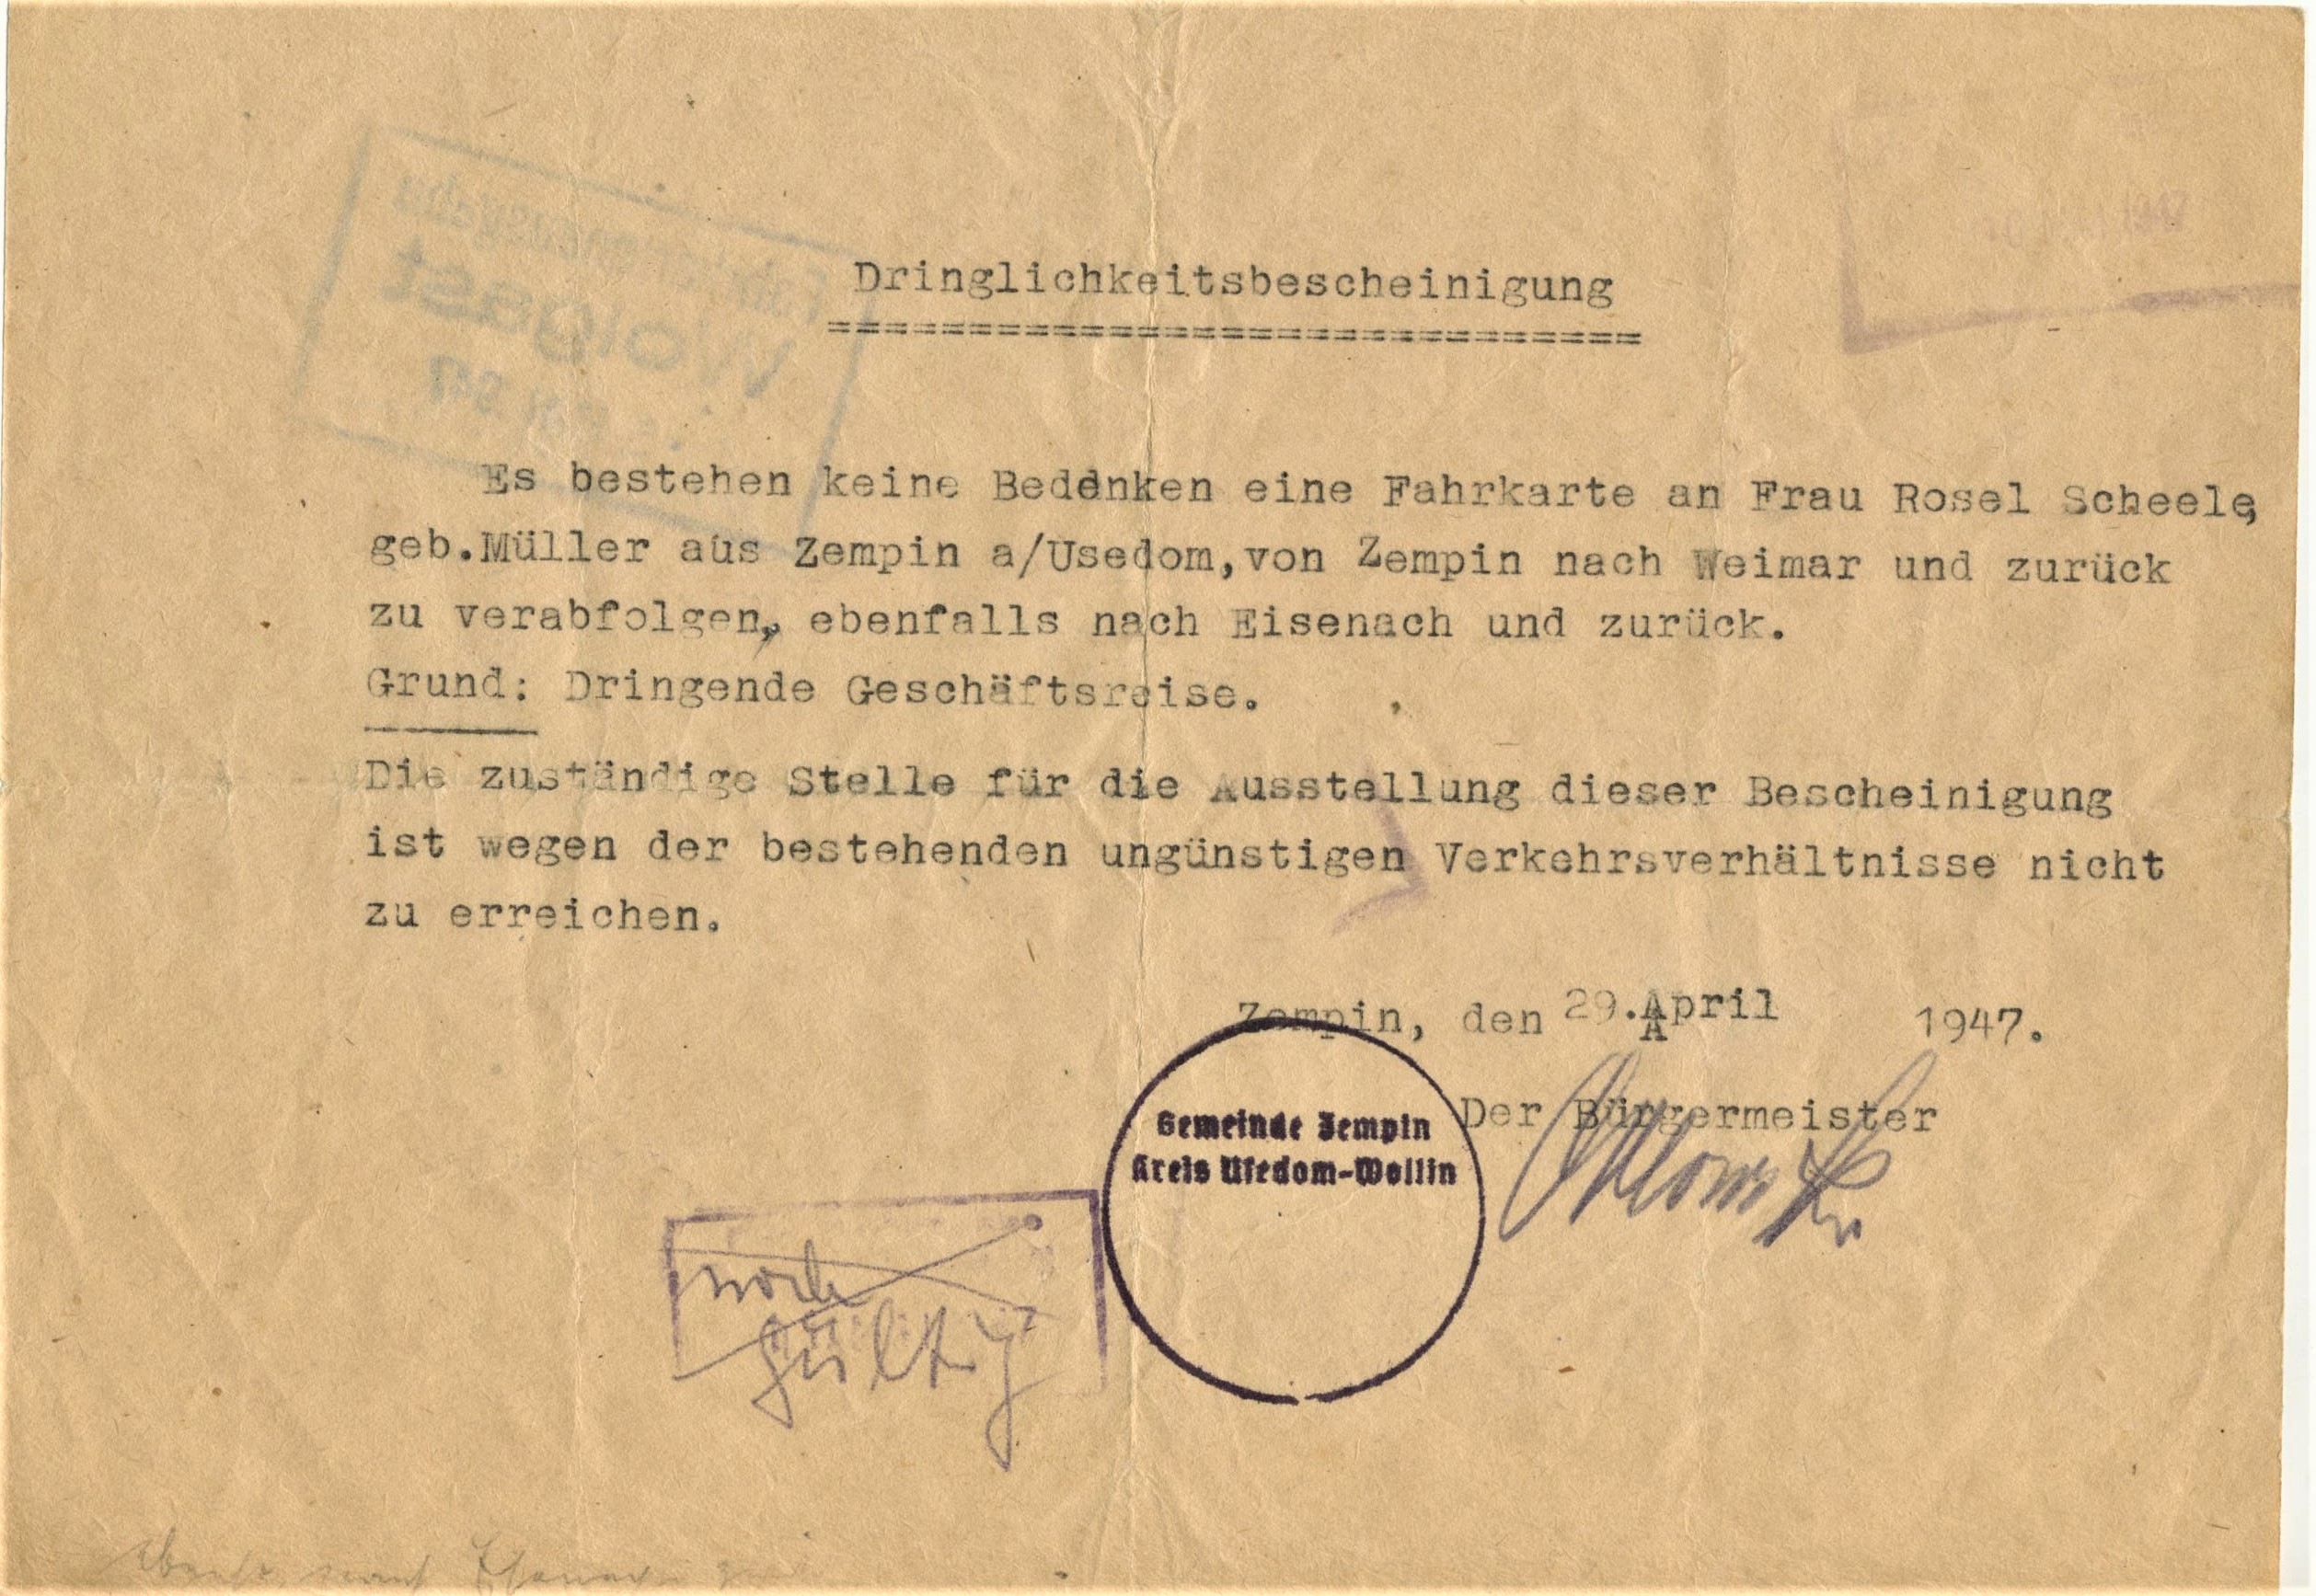 Dringlichkeitsbescheinigung
=============================
Es bestehen keine Bedenken eine Fahrkarte an Frau Rosel Scheele,
geb.Müller aus Zempin a/Usedom, von Zempin nach Weimar und zurück
zu verabfolgen, ebenfalls nach Eisenach und zurück.
Grund: Dringende Geschäftsreise.
Die zuständige Stelle für die Ausstellung dieser Bescheinigung
ist wegen der bestehenden ungünstigen Verkehrsverhältnisse nicht
zu erreichen.
Zempin, den 29.April 1947.
Der Bürgermeister
Gemeinde Zempin
Kreis Usedom-Wollin
noch
gültig
Wolgast